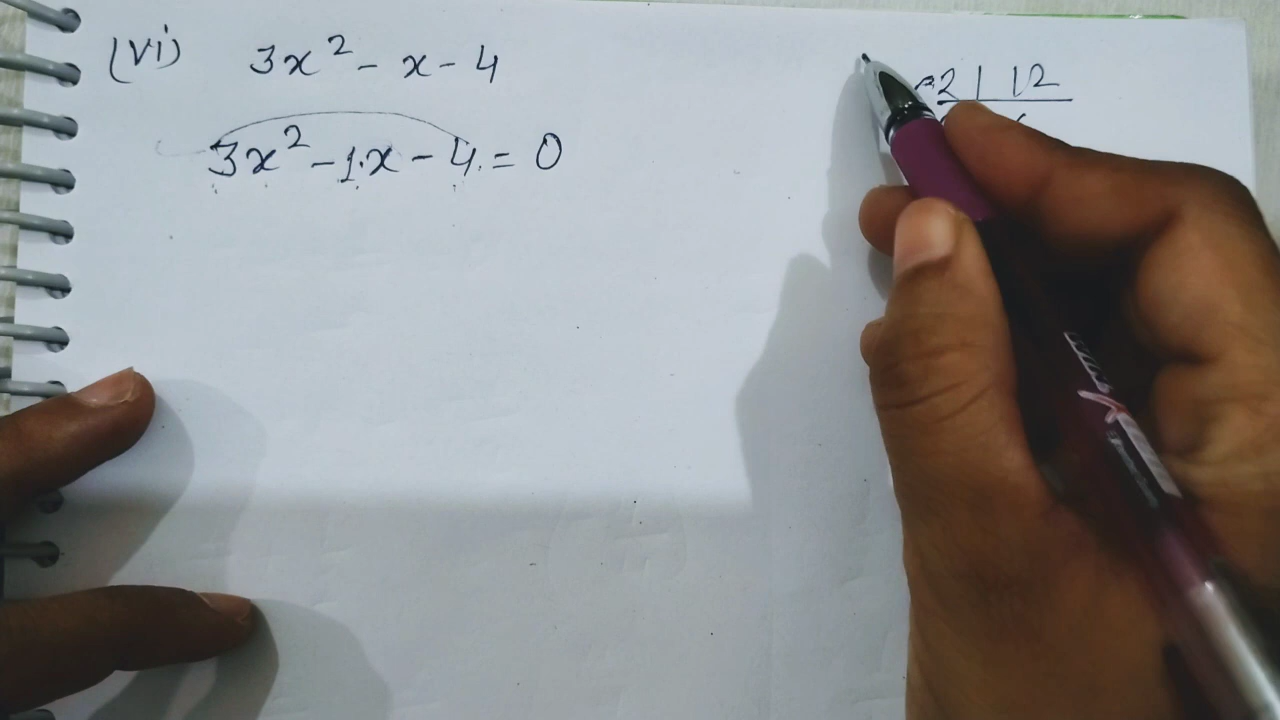 (vi) 3x² - x - 4
3x² - 1.x - 4 = 0
2 | 12